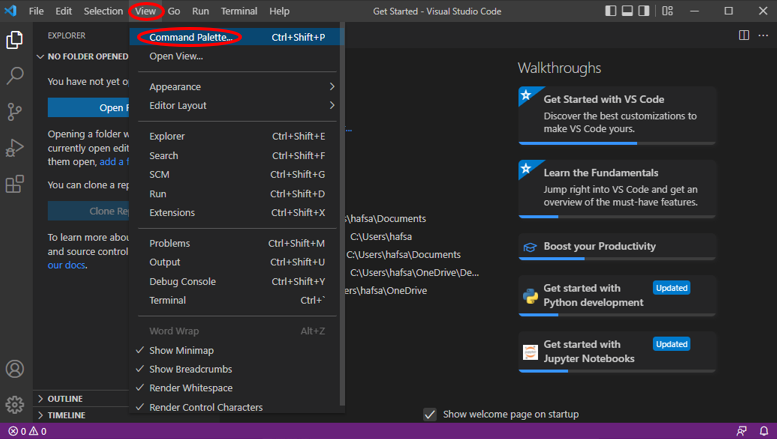 File Edit Selection View Go Run Terminal Help
Get Started - Visual Studio Code
EXPLORER
NO FOLDER OPENED
You have not yet
Open
Opening a folder
currently open
them open, add a
You can clone a
Clone
To learn more about
and source control
our docs.
OUTLINE
TIMELINE
Command Palette... Ctrl+Shift+P
Open View...
Appearance
Editor Layout
Explorer Ctrl+Shift+E
Search Ctrl+Shift+F
SCM Ctrl+Shift+G
Run Ctrl+Shift+D
Extensions Ctrl+Shift+X
Problems Ctrl+Shift+M
Output Ctrl+Shift+U
Debug Console Ctrl+Shift+Y
Terminal Ctrl+`
Word Wrap Alt+Z
Show Minimap
Show Breadcrumbs
Render Whitespace
Render Control Characters
...
\hafsa\Documents
C:\Users\hafsa
C:\Users\hafsa\Documents
C:\Users\hafsa\OneDrive\De...
\hafsa\OneDrive
Walkthroughs
Get Started with VS Code
Discover the best customizations to
make VS Code yours.
Learn the Fundamentals
Jump right into VS Code and get an
overview of the must-have features.
Boost your Productivity
Get started with Updated
Python development
Get started with Updated
Jupyter Notebooks
Show welcome page on startup
0 0